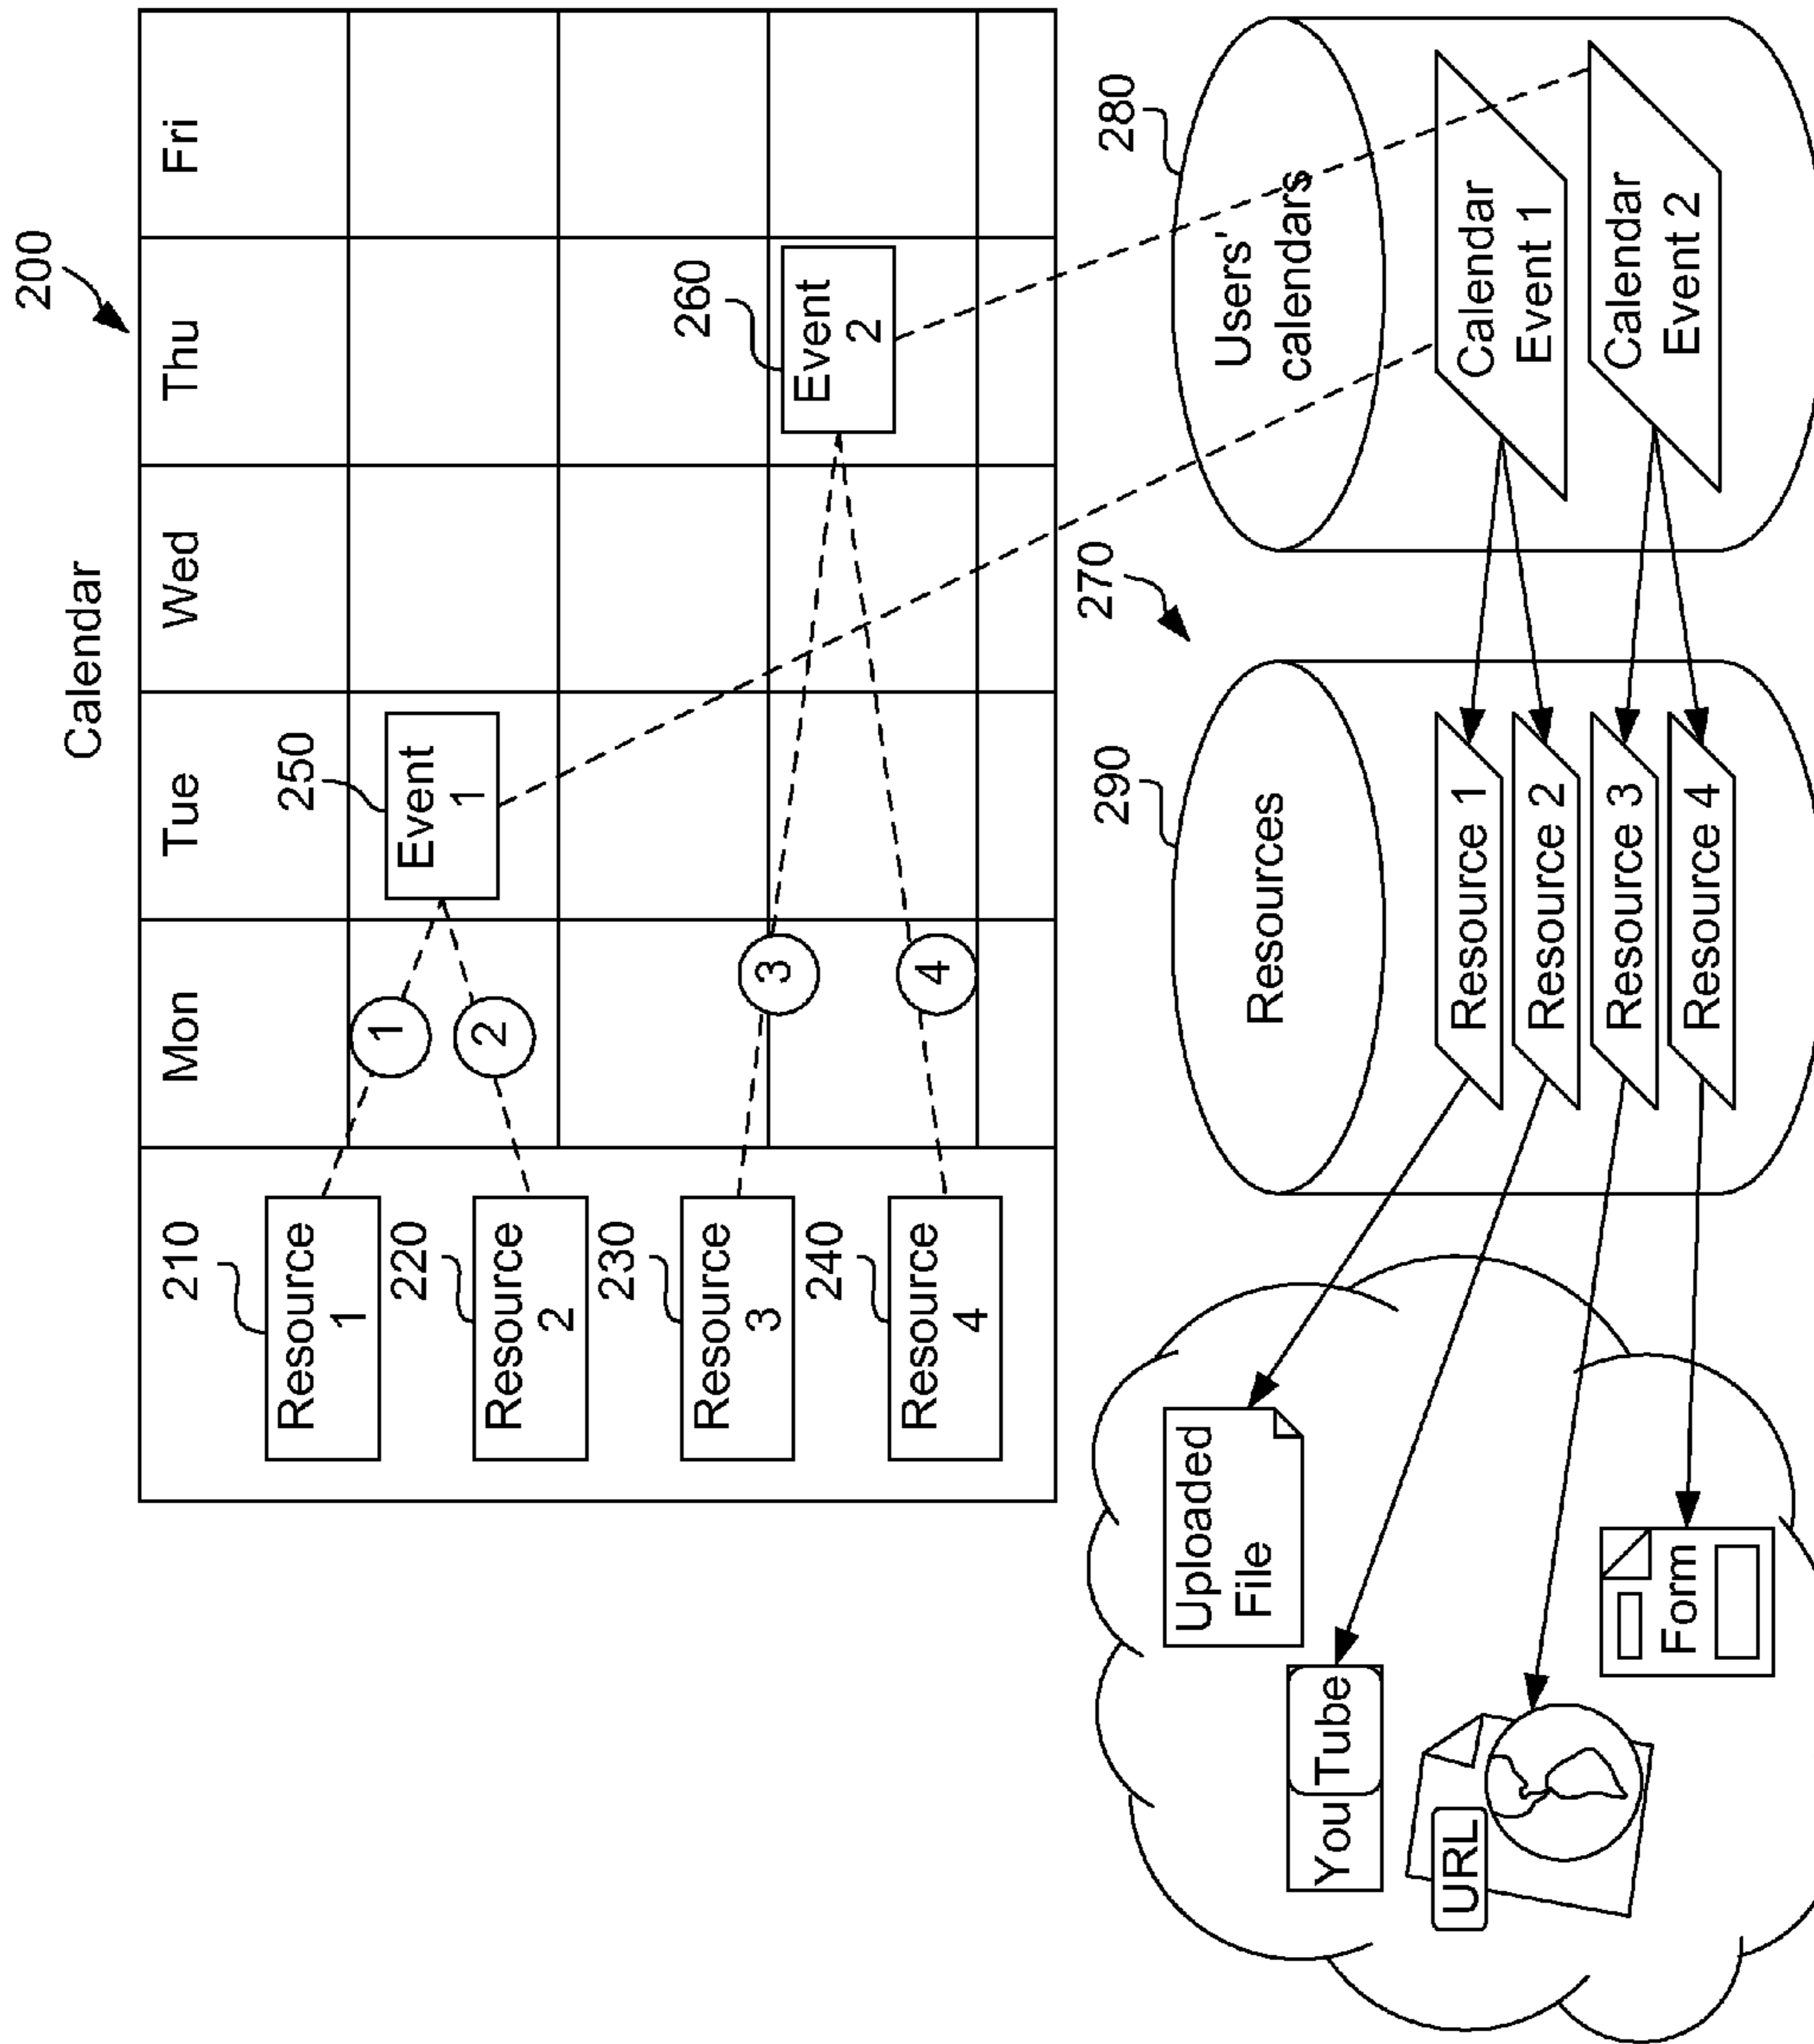 Calendar
200
Mon
Tue
Wed
Thu
Fri
210
Resource
1
220
Resource
2
230
Resource
3
240
Resource
4
1
2
3
4
250
Event
1
260
Event
2
270
Uploaded
File
You Tube
URL
Form
290
Resources
Resource 1
Resource 2
Resource 3
Resource 4
280
Users'
calendars
Calendar
Event 1
Calendar
Event 2